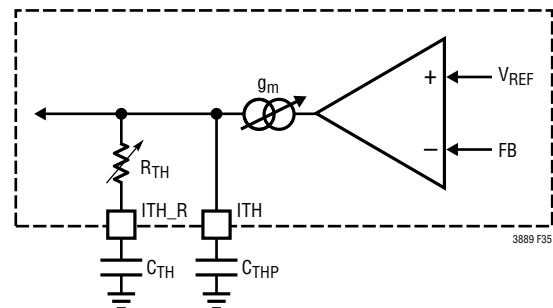 gm
+
VREF
−
FB
RTH
ITH_R
ITH
CTH
CTHP
3889 F35